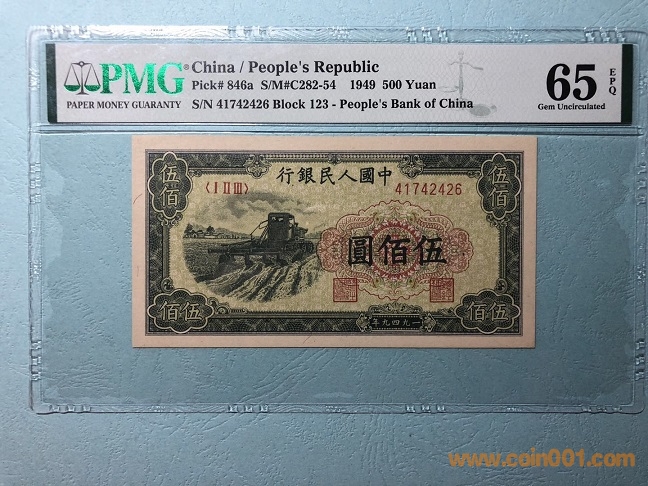 PMG
PAPER MONEY GUARANTY
China / People's Republic
Pick# 846a S/M#C282-54 1949 500 Yuan
S/N 41742426 Block 123 - People's Bank of China
65 EPQ
Gem Uncirculated
伍佰
行銀民人國中
伍佰
〈I II III〉
41742426
圓佰伍
佰伍
年九四九一
佰伍
www.coin001.com